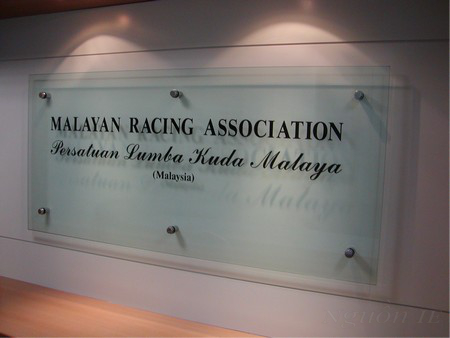 MALAYAN RACING ASSOCIATION
Persatuan Lumba Kuda Malaya
(Malaysia)